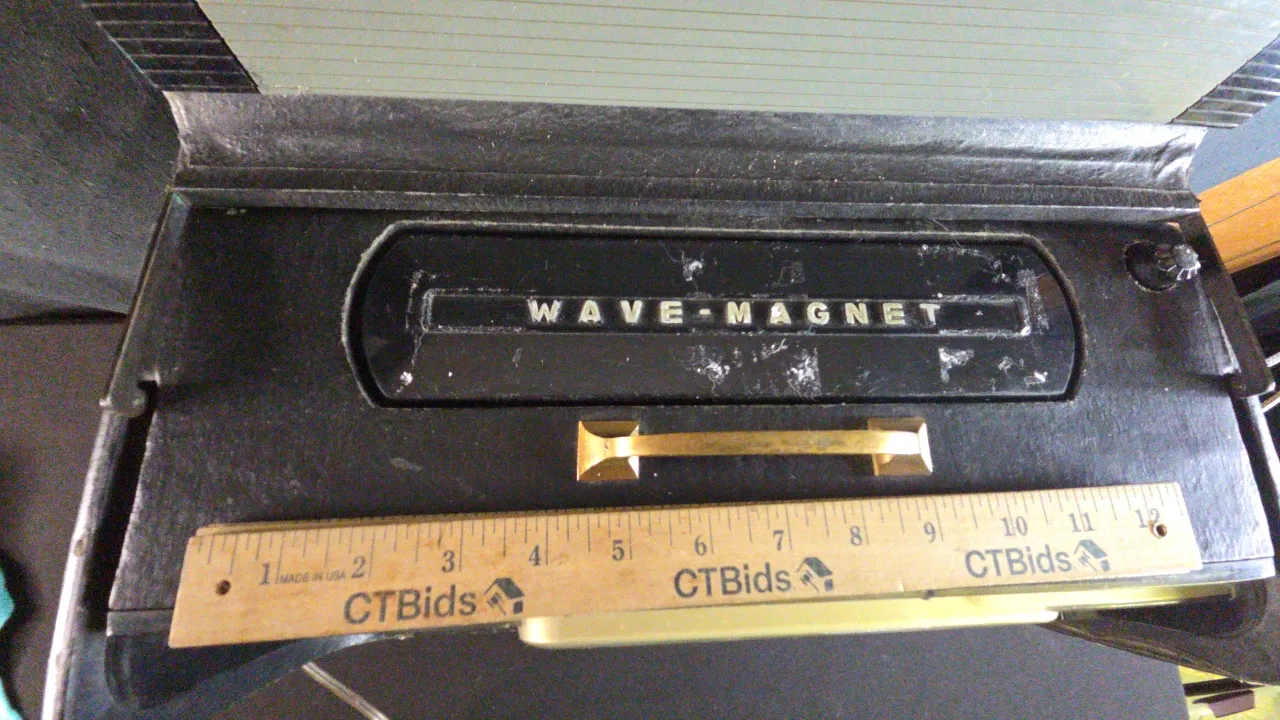 WAVE-MAGNET
1 2 3 4 5 6 7 8 9 10 11 12
MADE IN USA
CTBids CTBids CTBids